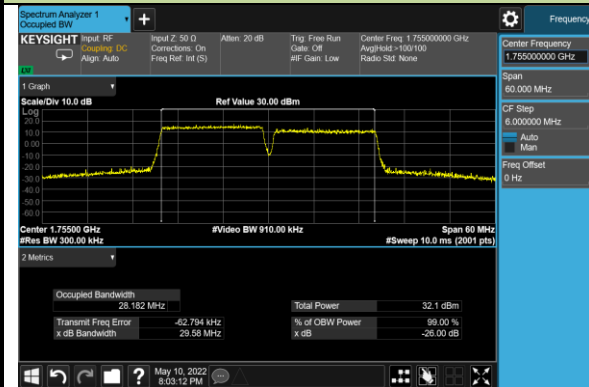 Spectrum Analyzer 1
Occupied BW
Frequency
KEYSIGHT
Input: RF
Coupling: DC
Align: Auto
Input Z: 50 Ω
Corrections: On
Freq Ref: Int (S)
Atten: 20 dB
Trig: Free Run
Gate: Off
#IF Gain: Low
Center Freq: 1.755000000 GHz
Avg|Hold:>100/100
Radio Std: None
Center Frequency
1.755000000 GHz
Span
60.000 MHz
CF Step
6.000000 MHz
Auto
Man
Freq Offset
0 Hz
1 Graph
Scale/Div 10.0 dB
Ref Value 30.00 dBm
Log
20.0
10.0
0.00
-10.0
-20.0
-30.0
-40.0
-50.0
-60.0
Center 1.75500 GHz
#Video BW 910.00 kHz
Span 60 MHz
#Res BW 300.00 kHz
#Sweep 10.0 ms (2001 pts)
2 Metrics
Occupied Bandwidth
28.182 MHz
Total Power
32.1 dBm
Transmit Freq Error
-62.794 kHz
% of OBW Power
99.00 %
x dB Bandwidth
29.58 MHz
x dB
-26.00 dB
May 10, 2022
8:03:12 PM